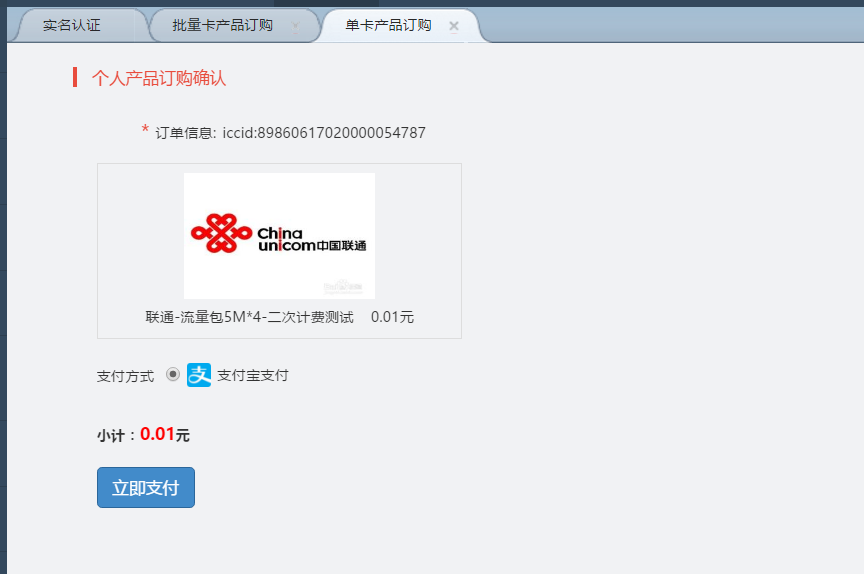 实名认证 批量卡产品订购 单卡产品订购
个人产品订购确认
* 订单信息: iccid:89860617020000054787
China
unicom中国联通
联通-流量包5M*4-二次计费测试 0.01元
支付方式 支 支付宝支付
小计：0.01元
立即支付